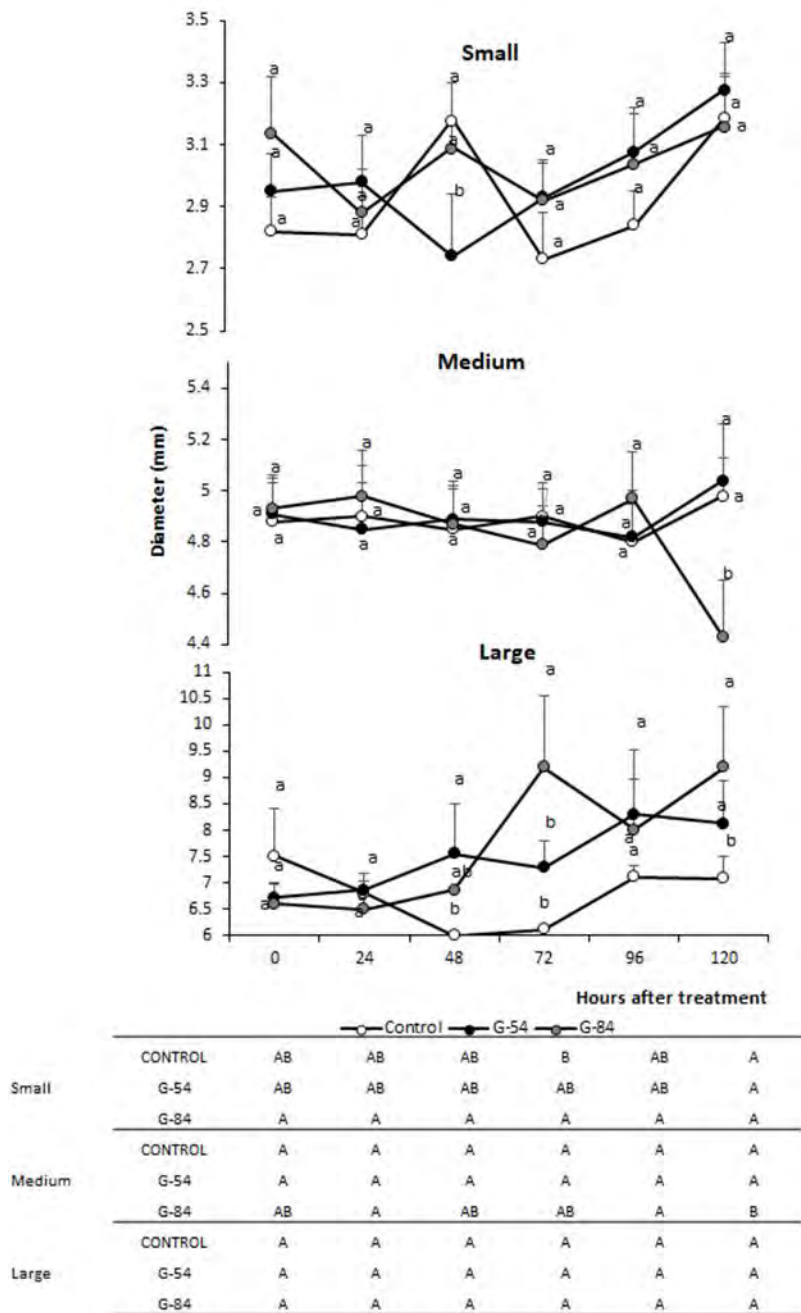 3.5
Small
a
a
a
a
a
3.3
a
a
a
a
a
3.1
a
a
a
a
b
2.9
a
a
a
a
a
2.7
2.5
Medium
5.4
5.2
a
a
a
a
a
a
5
a
a
a
a
a
a
4.8
a
a
a
a
4.6
b
4.4
Diameter (mm)
Large
11
a
a
10.5
10
a
9.5
9
a
a
8.5
a
8
b
7.5
a
a
b
7
a
a
ab
6.5
a
a
b
b
6
0 24 48 72 96 120
Hours after treatment
Control G-54 G-84
CONTROL AB AB AB B AB A
Small G-54 AB AB AB AB AB A
G-84 A A A A A A
CONTROL A A A A A A
Medium G-54 A A A A A A
G-84 AB A AB AB A B
CONTROL A A A A A A
Large G-54 A A A A A A
G-84 A A A A A A